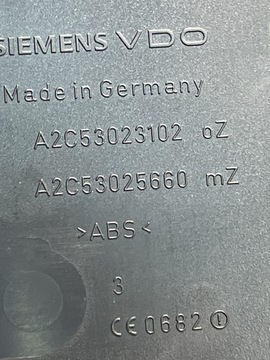 SIEMENS VDO
Made in Germany
A2C53023102 oZ
A2C53025660 mZ
>ABS<
3
CE0682